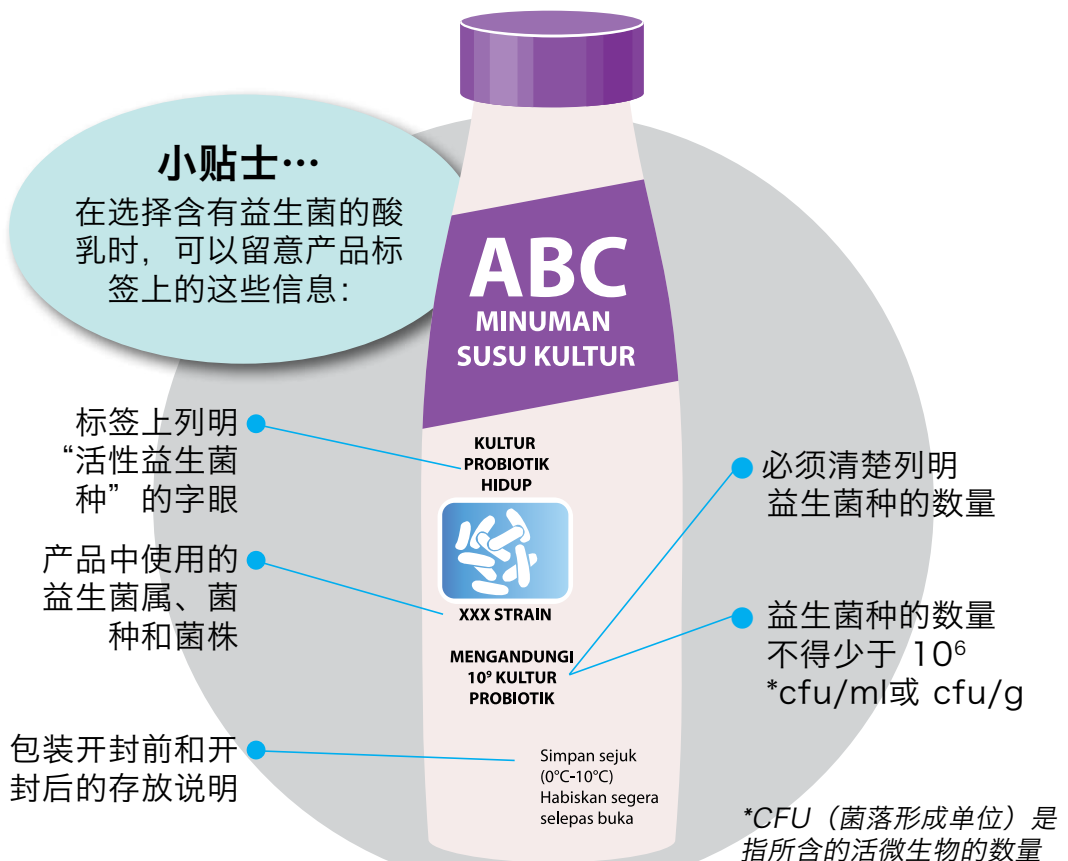 小贴士…
在选择含有益生菌的酸
乳时，可以留意产品标
签上的这些信息：
ABC
MINUMAN
SUSU KULTUR
标签上列明
“活性益生菌
种”的字眼
KULTUR
PROBIOTIK
HIDUP
产品中使用的
益生菌属、菌
种和菌株
XXX STRAIN
MENGANDUNGI
10⁹ KULTUR
PROBIOTIK
必须清楚列明
益生菌种的数量
益生菌种的数量
不得少于 10⁶
*cfu/ml或 cfu/g
包装开封前和开
封后的存放说明
Simpan sejuk
(0°C-10°C)
Habiskan segera
selepas buka
*CFU（菌落形成单位）是
指所含的活微生物的数量